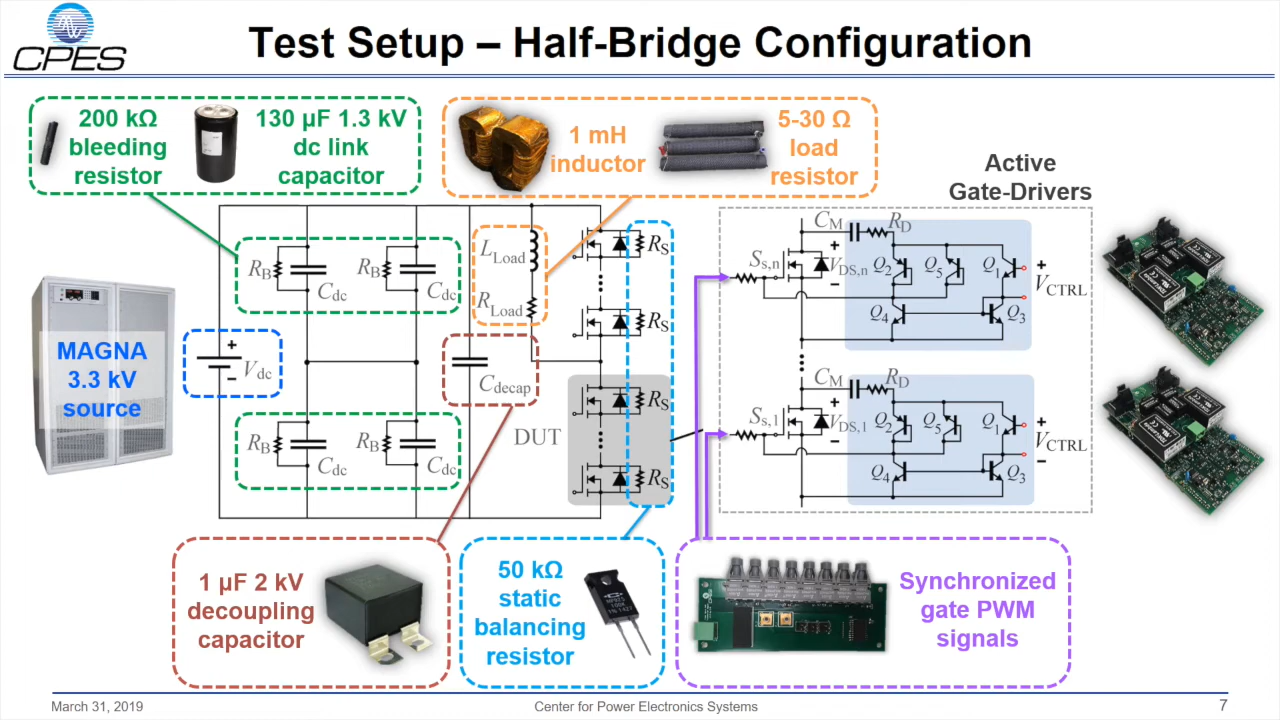 CPES
Test Setup – Half-Bridge Configuration
200 kΩ
bleeding
resistor
130 µF 1.3 kV
dc link
capacitor
1 mH
inductor
5-30 Ω
load
resistor
Active
Gate-Drivers
MAGNA
3.3 kV
source
+
Vdc
–
RB
Cdc
RB
Cdc
RB
Cdc
RB
Cdc
LLoad
RLoad
Cdecap
RS
RS
DUT
RS
RS
CM
RD
Ss,n
+
VDS,n
–
Q2
Q5
Q1
Q4
Q3
+
VCTRL
–
CM
RD
Ss,1
+
VDS,1
–
Q2
Q5
Q1
Q4
Q3
+
VCTRL
–
1 µF 2 kV
decoupling
capacitor
50 kΩ
static
balancing
resistor
Synchronized
gate PWM
signals
March 31, 2019
Center for Power Electronics Systems
7